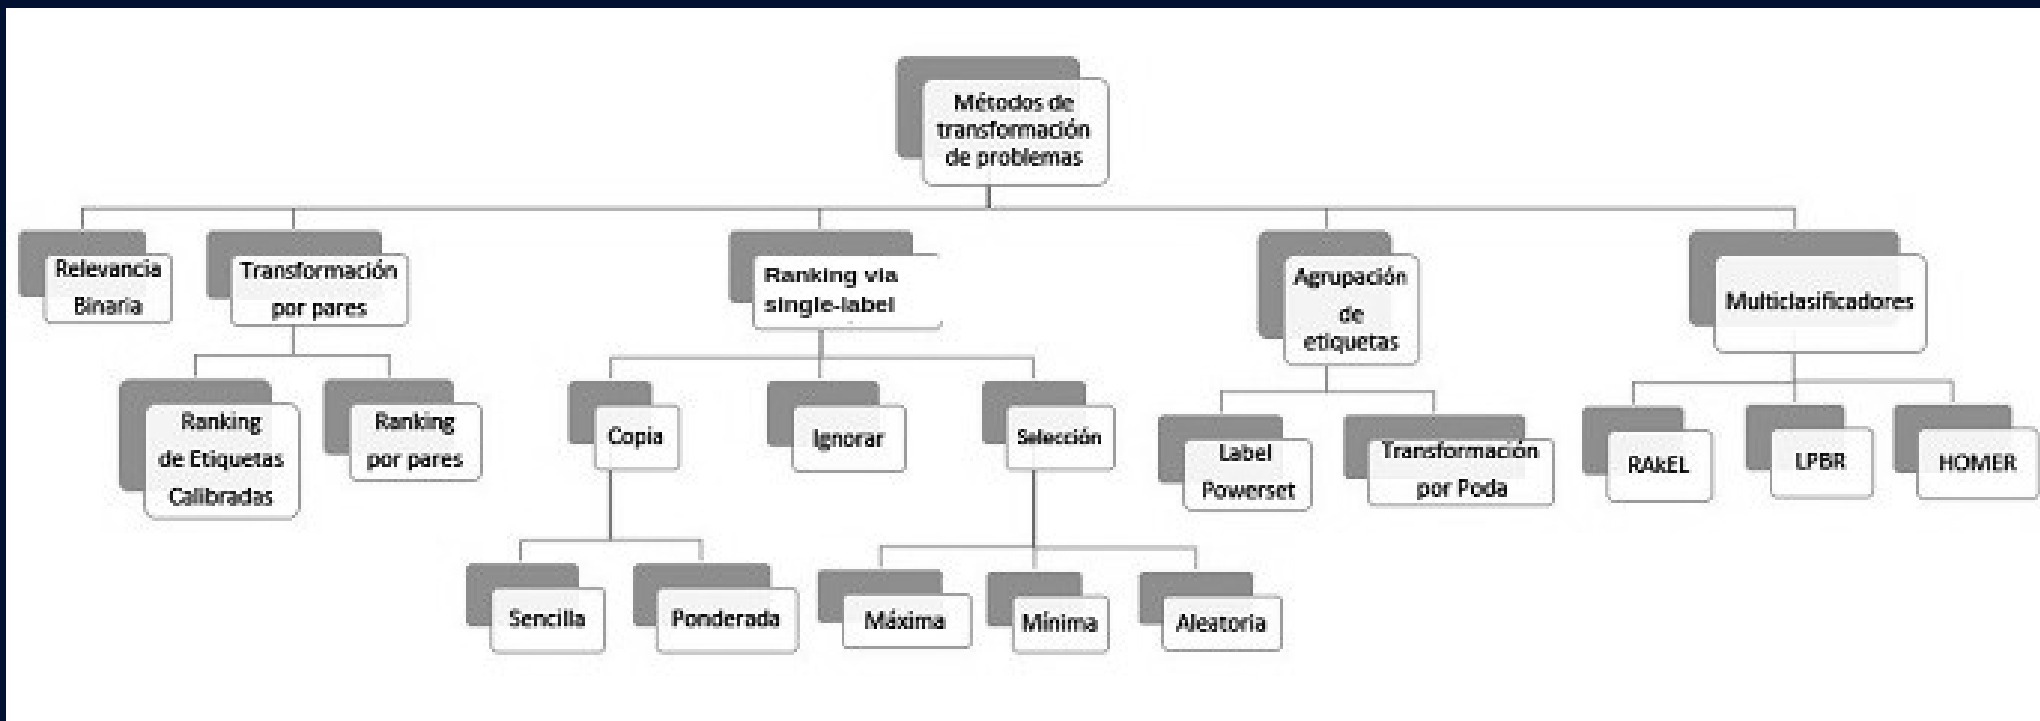 Métodos de
transformación
de problemas
Relevancia
Binaria
Transformación
por pares
Ranking via
single-label
Agrupación
de
etiquetas
Multiclasificadores
Ranking
de Etiquetas
Calibradas
Ranking
por pares
Copia
Ignorar
Selección
Label
Powerset
Transformación
por Poda
RAkEL
LPBR
HOMER
Sencilla
Ponderada
Máxima
Mínima
Aleatoria